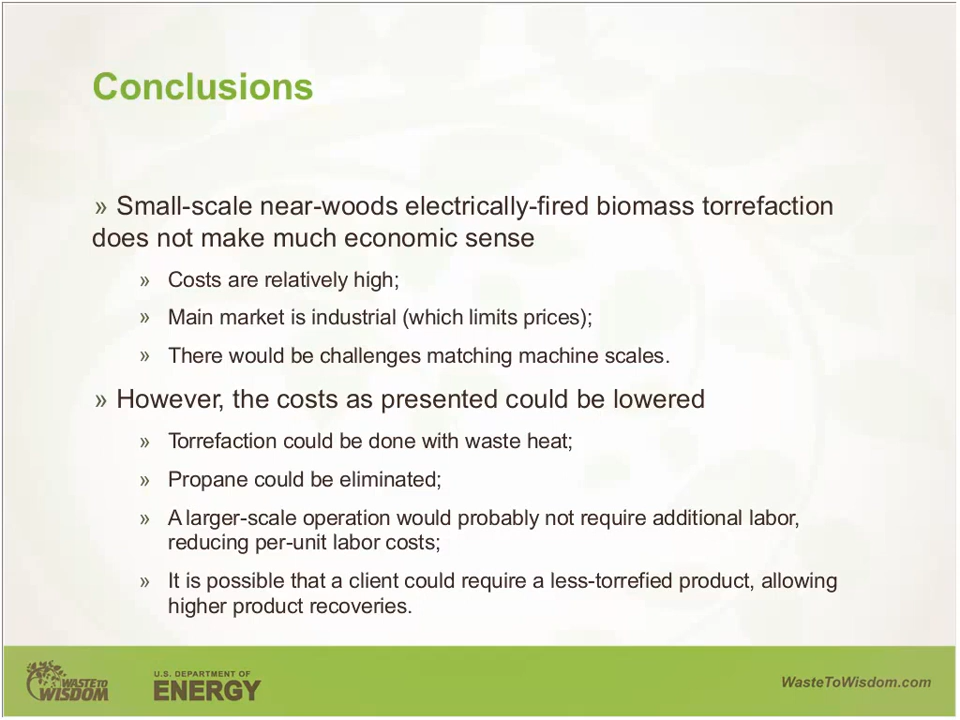 Conclusions
» Small-scale near-woods electrically-fired biomass torrefaction
does not make much economic sense
» Costs are relatively high;
» Main market is industrial (which limits prices);
» There would be challenges matching machine scales.
» However, the costs as presented could be lowered
» Torrefaction could be done with waste heat;
» Propane could be eliminated;
» A larger-scale operation would probably not require additional labor,
reducing per-unit labor costs;
» It is possible that a client could require a less-torrefied product, allowing
higher product recoveries.
WASTE TO
WISDOM
U.S. DEPARTMENT OF
ENERGY
WasteToWisdom.com